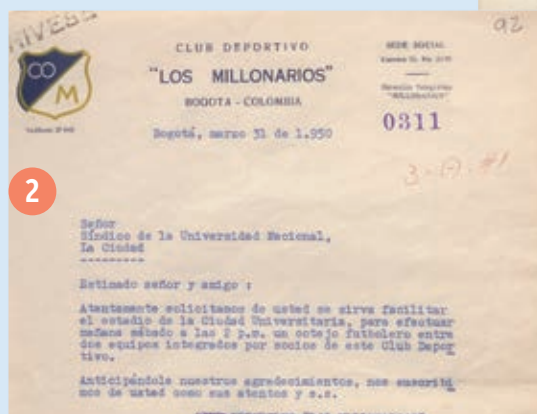 92
CLUB DEPORTIVO
"LOS MILLONARIOS"
BOGOTA - COLOMBIA
SEDE SOCIAL
CD
M
0311
Bogotá, marzo 31 de 1.950
2
Señor
Síndico de la Universidad Nacional,
La Ciudad
---------
Estimado señor y amigo :
Atentamente solicitamos de usted se sirva facilitar
el estadio de la Ciudad Universitaria, para efectuar
mañana sábado a las 2 p.m. un cotejo futbolero entre
dos equipos integrados por socios de este Club Depor
tivo.
Anticipándole nuestros agradecimientos, nos suscribi
mos de usted como sus atentos y s.s.